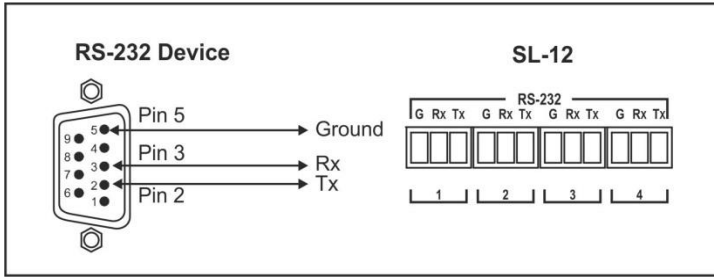 RS-232 Device
SL-12
Pin 5
Ground
Pin 3
Rx
Pin 2
Tx
5
9
4
8
3
7
2
6
1
RS-232
G Rx Tx G Rx Tx G Rx Tx G Rx Tx
1 2 3 4